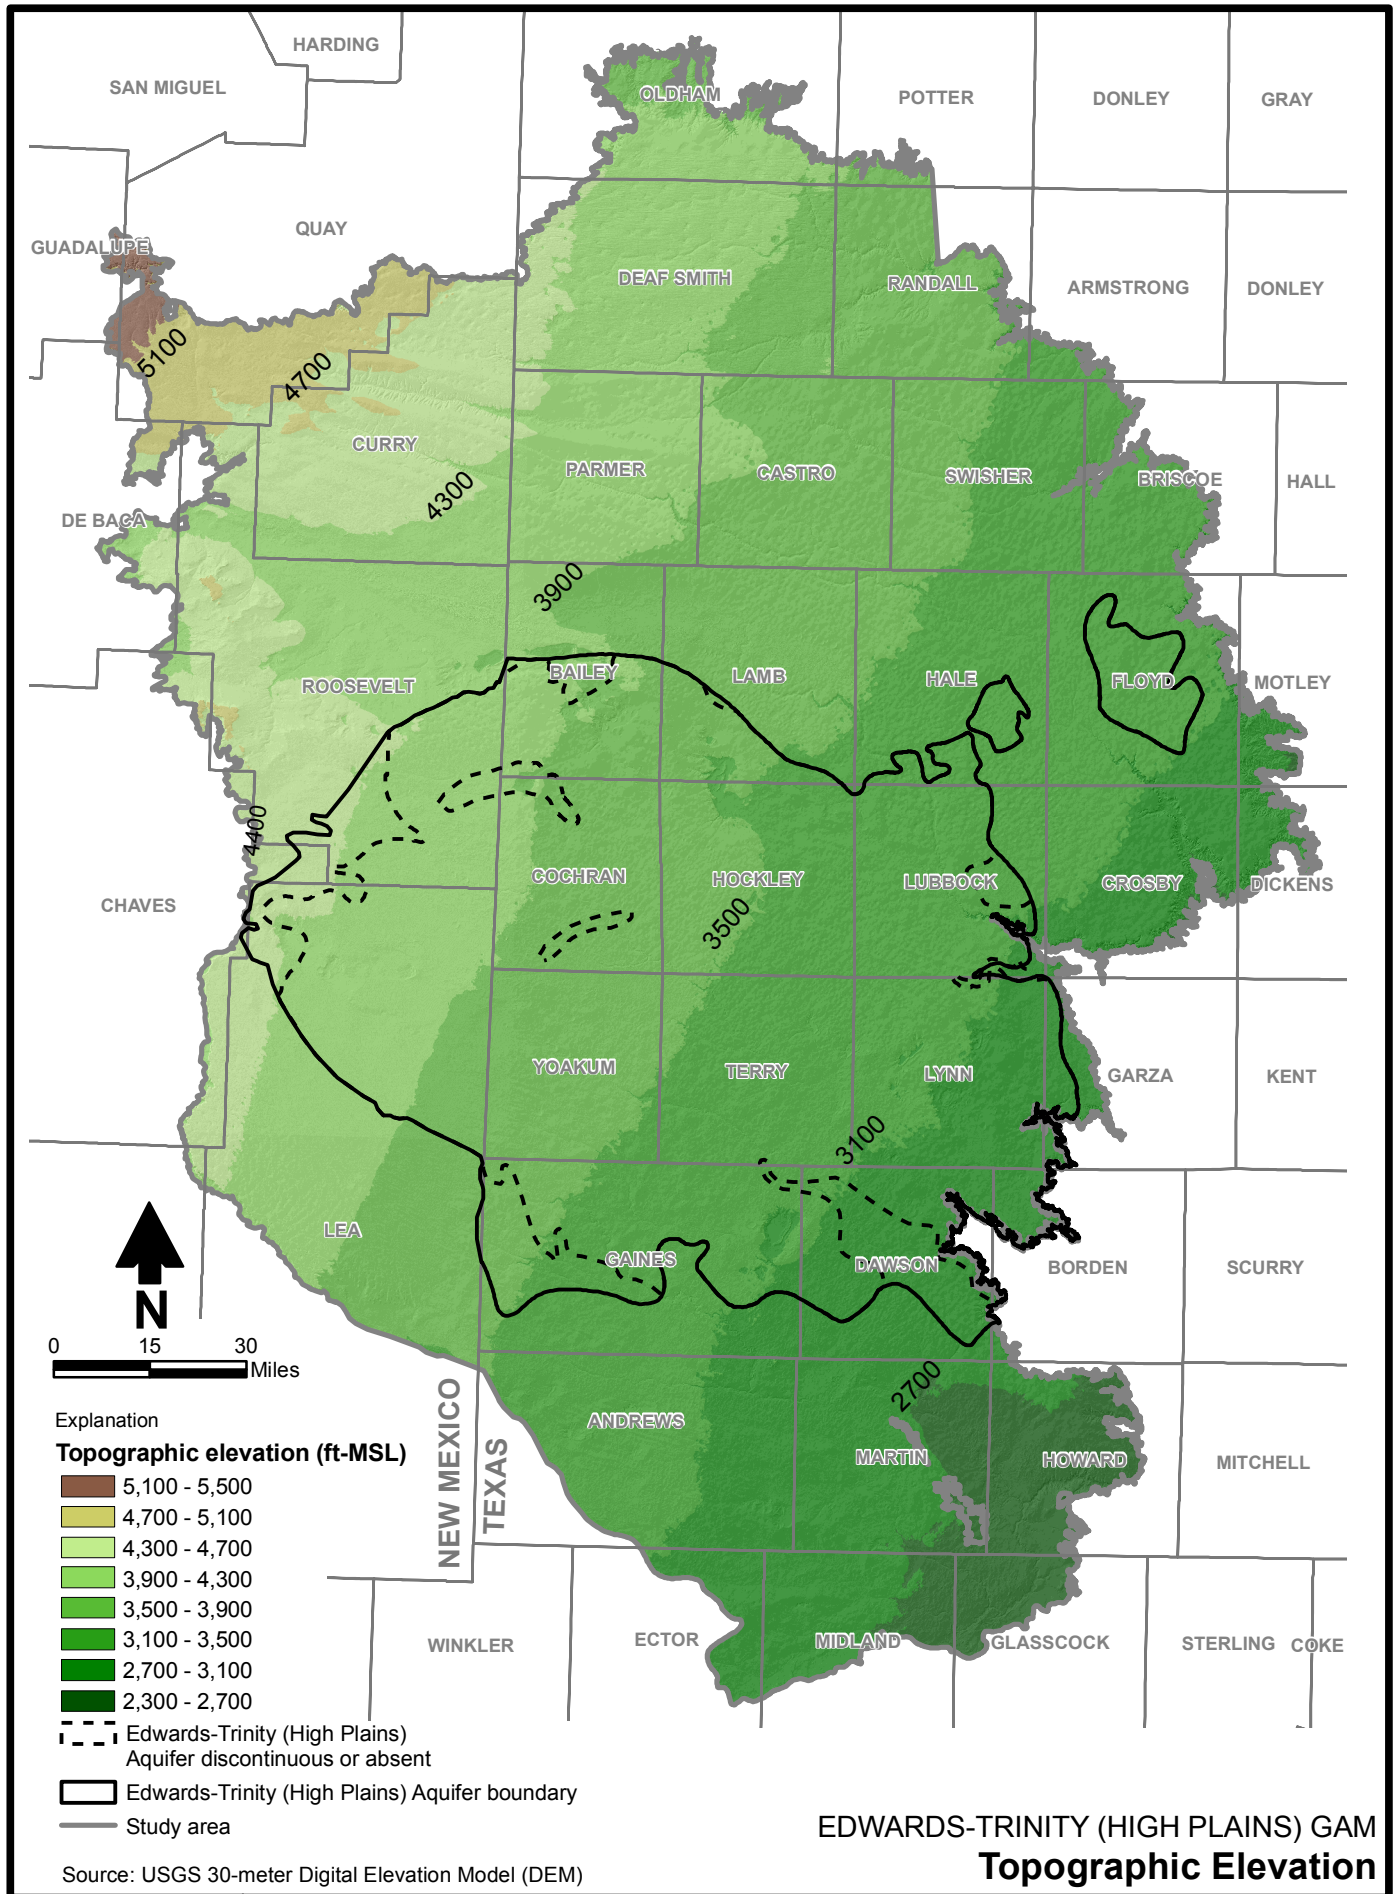 HARDING
SAN MIGUEL
OLDHAM
POTTER
DONLEY
GRAY
QUAY
GUADALUPE
DEAF SMITH
RANDALL
ARMSTRONG
DONLEY
5100
4700
CURRY
PARMER
CASTRO
SWISHER
BRISCOE
HALL
4300
DE BACA
3900
BAILEY
LAMB
HALE
FLOYD
MOTLEY
ROOSEVELT
4400
COCHRAN
HOCKLEY
LUBBOCK
CROSBY
DICKENS
CHAVES
3500
YOAKUM
TERRY
LYNN
GARZA
KENT
3100
LEA
GAINES
DAWSON
BORDEN
SCURRY
N
0 15 30
Miles
2700
NEW MEXICO
TEXAS
ANDREWS
MARTIN
HOWARD
MITCHELL
WINKLER
ECTOR
MIDLAND
GLASSCOCK
STERLING
COKE
Explanation
Topographic elevation (ft-MSL)
5,100 - 5,500
4,700 - 5,100
4,300 - 4,700
3,900 - 4,300
3,500 - 3,900
3,100 - 3,500
2,700 - 3,100
2,300 - 2,700
Edwards-Trinity (High Plains)
Aquifer discontinuous or absent
Edwards-Trinity (High Plains) Aquifer boundary
Study area
Source: USGS 30-meter Digital Elevation Model (DEM)
EDWARDS-TRINITY (HIGH PLAINS) GAM
Topographic Elevation